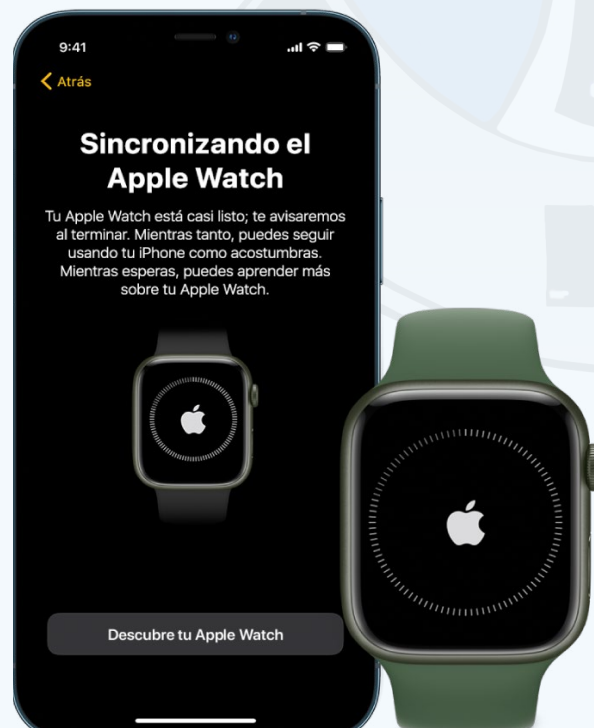 9:41
Atrás
Sincronizando el
Apple Watch
Tu Apple Watch está casi listo; te avisaremos
al terminar. Mientras tanto, puedes seguir
usando tu iPhone como acostumbras.
Mientras esperas, puedes aprender más
sobre tu Apple Watch.
Descubre tu Apple Watch